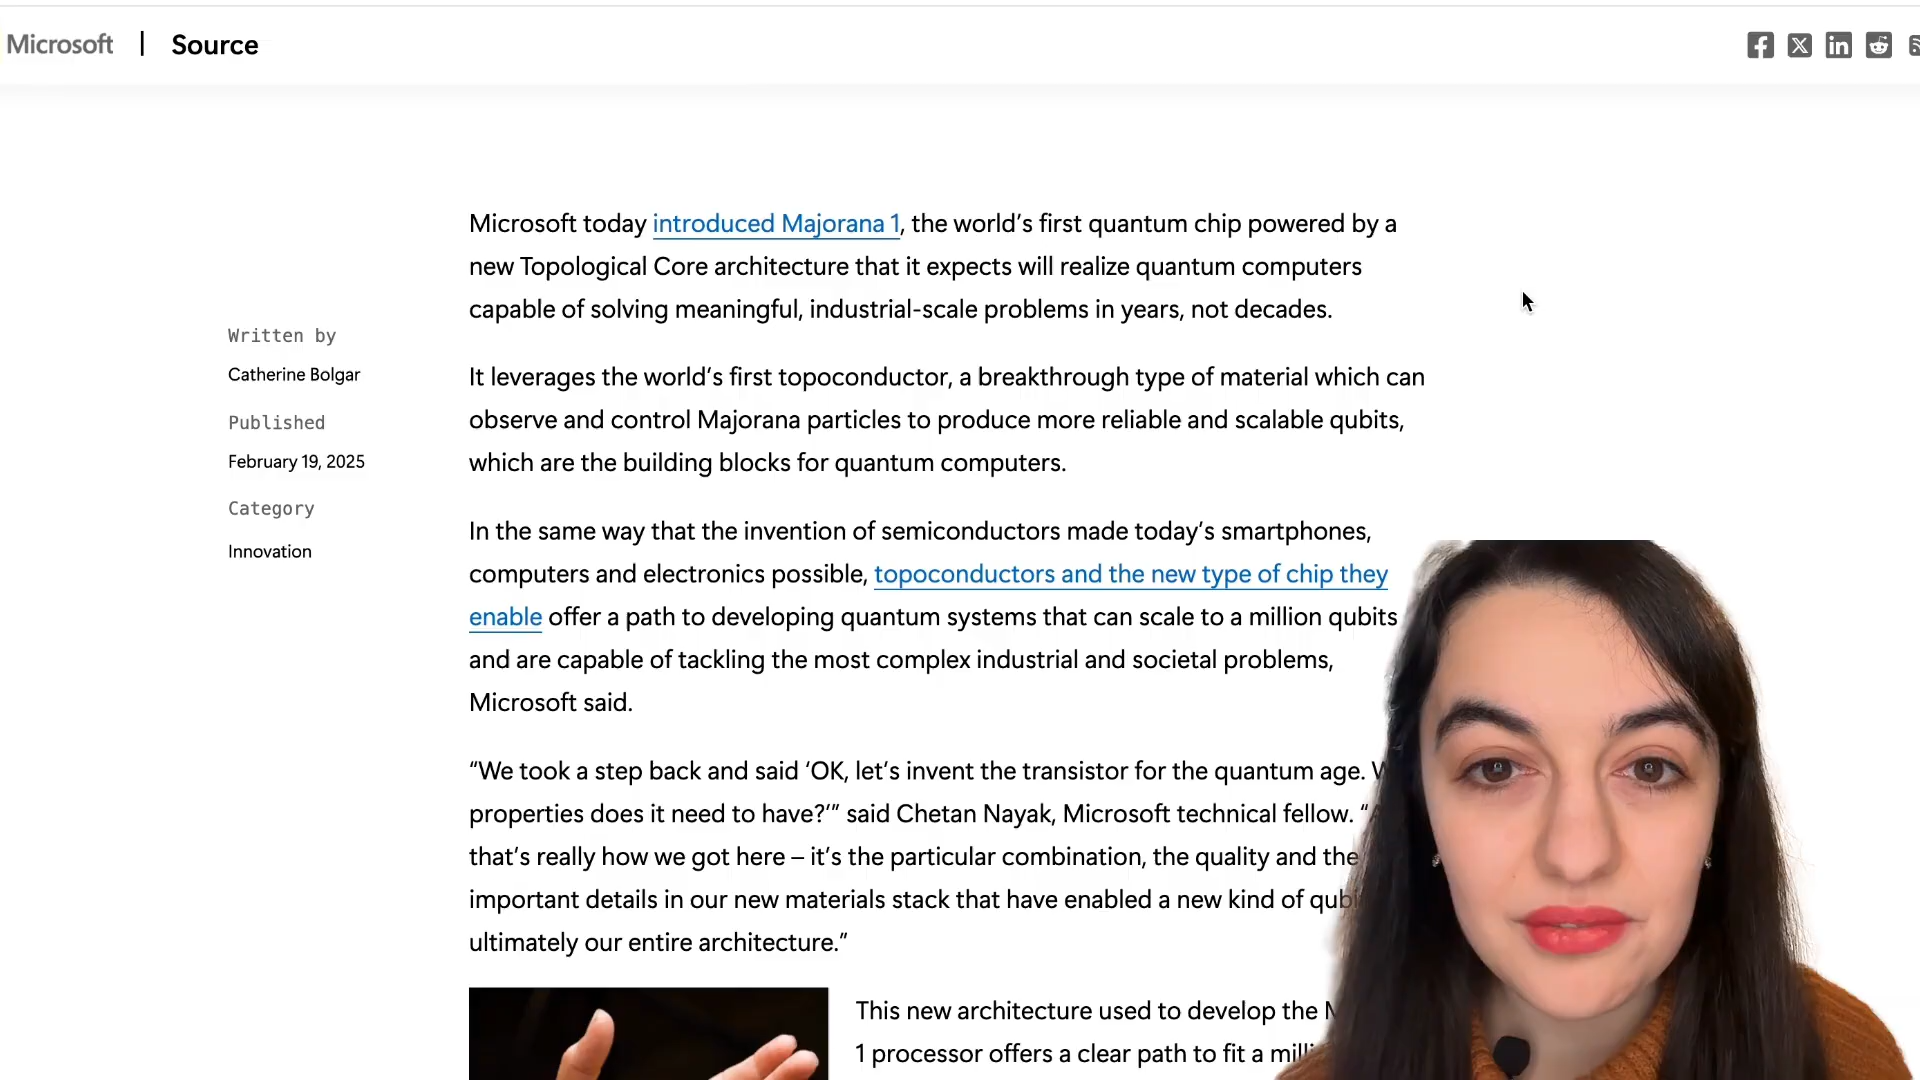 Microsoft | Source
Microsoft today introduced Majorana 1, the world’s first quantum chip powered by a
new Topological Core architecture that it expects will realize quantum computers
capable of solving meaningful, industrial-scale problems in years, not decades.
Written by
Catherine Bolgar
Published
February 19, 2025
Category
Innovation
It leverages the world’s first topoconductor, a breakthrough type of material which can
observe and control Majorana particles to produce more reliable and scalable qubits,
which are the building blocks for quantum computers.
In the same way that the invention of semiconductors made today’s smartphones,
computers and electronics possible, topoconductors and the new type of chip they
enable offer a path to developing quantum systems that can scale to a million qubits
and are capable of tackling the most complex industrial and societal problems,
Microsoft said.
“We took a step back and said ‘OK, let’s invent the transistor for the quantum age.
properties does it need to have?’” said Chetan Nayak, Microsoft technical fellow. “
that’s really how we got here – it’s the particular combination, the quality and the
important details in our new materials stack that have enabled a new kind of
ultimately our entire architecture.”
This new architecture used to develop the
1 processor offers a clear path to fit a